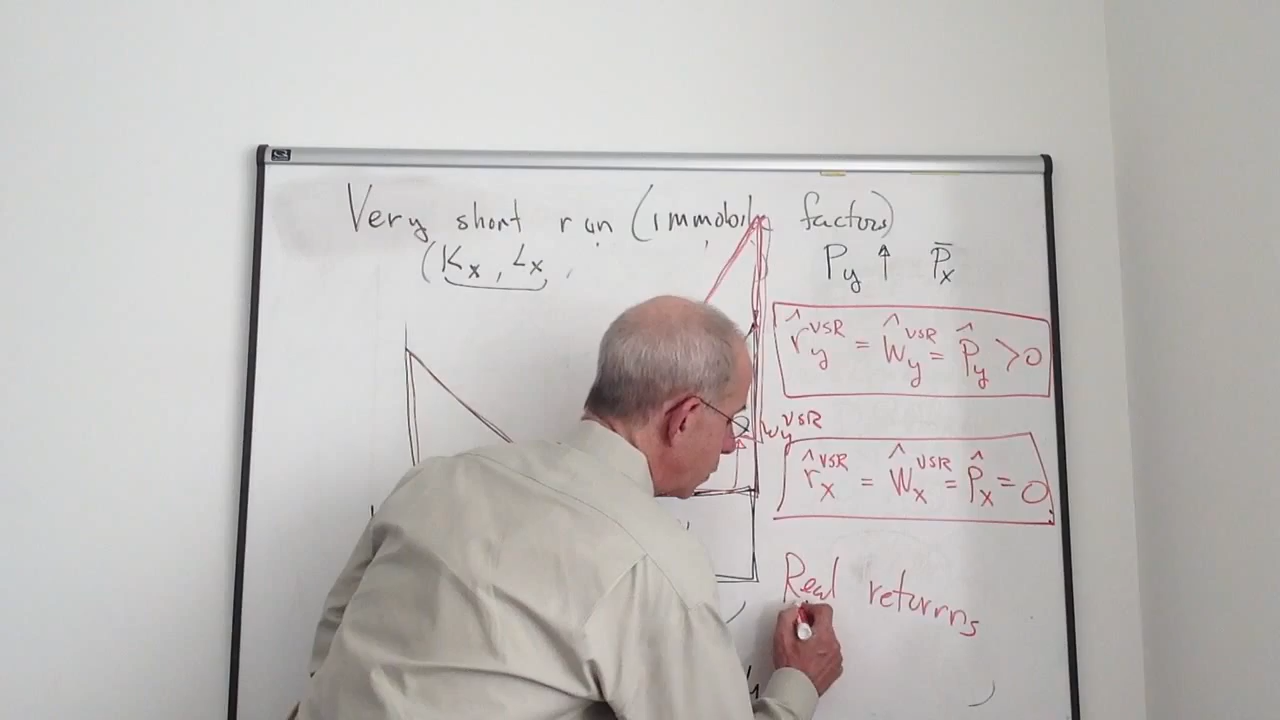 Very short run (immobile factors)
(Kx, Lx,
Py ↑ P̄x
r̂y^VSR = ŵy^VSR = P̂y > 0
wy^VSR
r̂x^VSR = ŵx^VSR = P̂x = 0
Real returrns